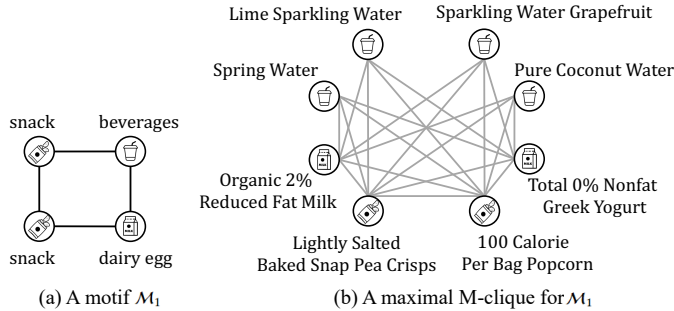 Lime Sparkling Water
Sparkling Water Grapefruit
Spring Water
Pure Coconut Water
snack
beverages
Organic 2%
Reduced Fat Milk
Total 0% Nonfat
Greek Yogurt
snack
dairy egg
Lightly Salted
Baked Snap Pea Crisps
100 Calorie
Per Bag Popcorn
(a) A motif ℳ₁
(b) A maximal M-clique for ℳ₁